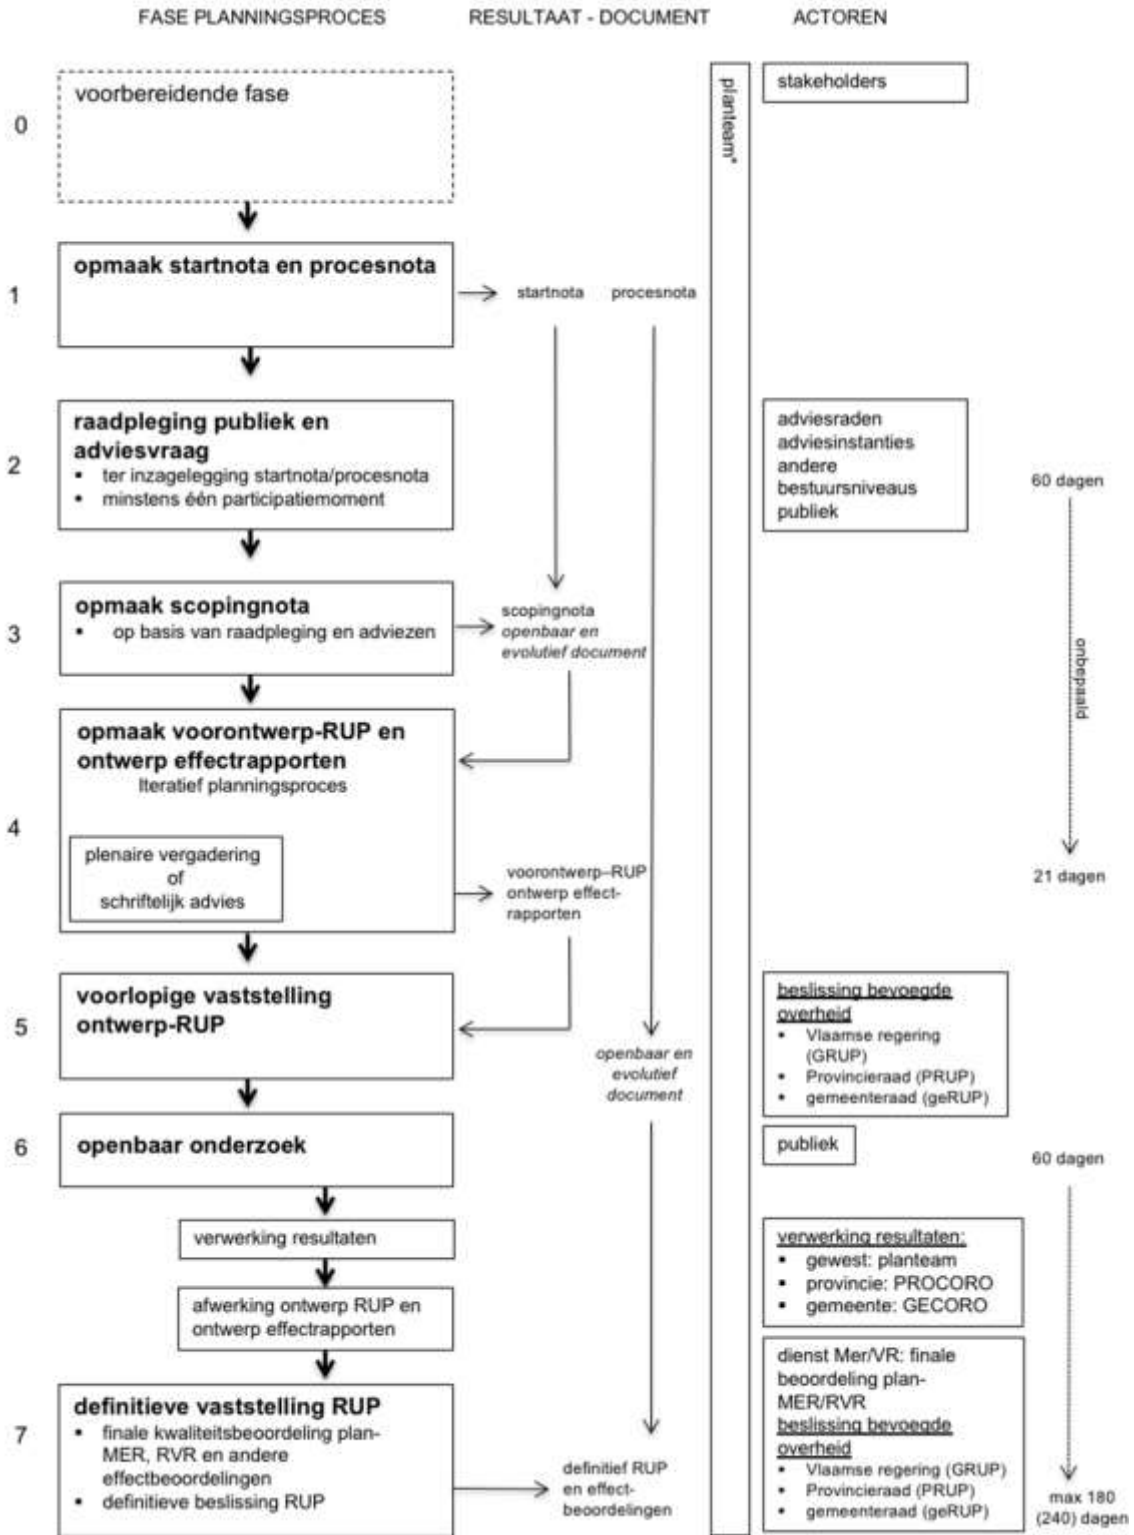 FASE PLANNINGSPROCES
RESULTAAT - DOCUMENT
ACTOREN
planteam*
0
voorbereidende fase
stakeholders
1
opmaak startnota en procesnota
startnota
procesnota
2
raadpleging publiek en
adviesvraag
▪ ter inzagelegging startnota/procesnota
▪ minstens één participatiemoment
adviesraden
adviesinstanties
andere
bestuursniveaus
publiek
60 dagen
3
opmaak scopingnota
▪ op basis van raadpleging en adviezen
scopingnota
openbaar en
evolutief document
onbepaald
4
opmaak voorontwerp-RUP en
ontwerp effectrapporten
Iteratief planningsproces
plenaire vergadering
of
schriftelijk advies
voorontwerp–RUP
ontwerp effect-
rapporten
21 dagen
5
voorlopige vaststelling
ontwerp-RUP
openbaar en
evolutief
document
beslissing bevoegde
overheid
▪ Vlaamse regering
(GRUP)
▪ Provincieraad (PRUP)
▪ gemeenteraad (geRUP)
6
openbaar onderzoek
publiek
60 dagen
verwerking resultaten
afwerking ontwerp RUP en
ontwerp effectrapporten
verwerking resultaten:
▪ gewest: planteam
▪ provincie: PROCORO
▪ gemeente: GECORO
7
definitieve vaststelling RUP
▪ finale kwaliteitsbeoordeling plan-
MER, RVR en andere
effectbeoordelingen
▪ definitieve beslissing RUP
definitief RUP
en effect-
beoordelingen
dienst Mer/VR: finale
beoordeling plan-
MER/RVR
beslissing bevoegde
overheid
▪ Vlaamse regering (GRUP)
▪ Provincieraad (PRUP)
▪ gemeenteraad (geRUP)
max 180
(240) dagen